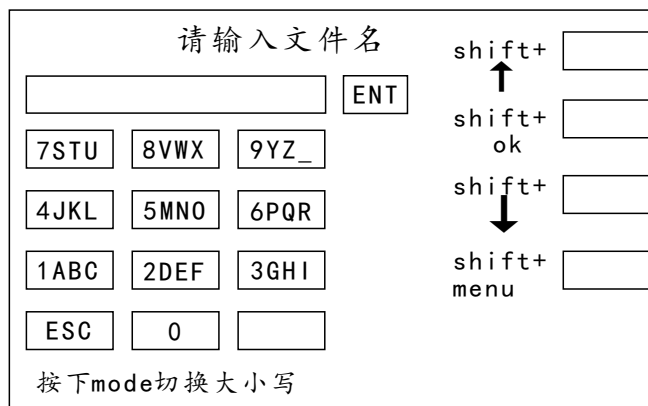 请输入文件名
ENT
7STU 8VWX 9YZ_
4JKL 5MNO 6PQR
1ABC 2DEF 3GHI
ESC 0
按下mode切换大小写
shift+
shift+
ok
shift+
shift+
menu